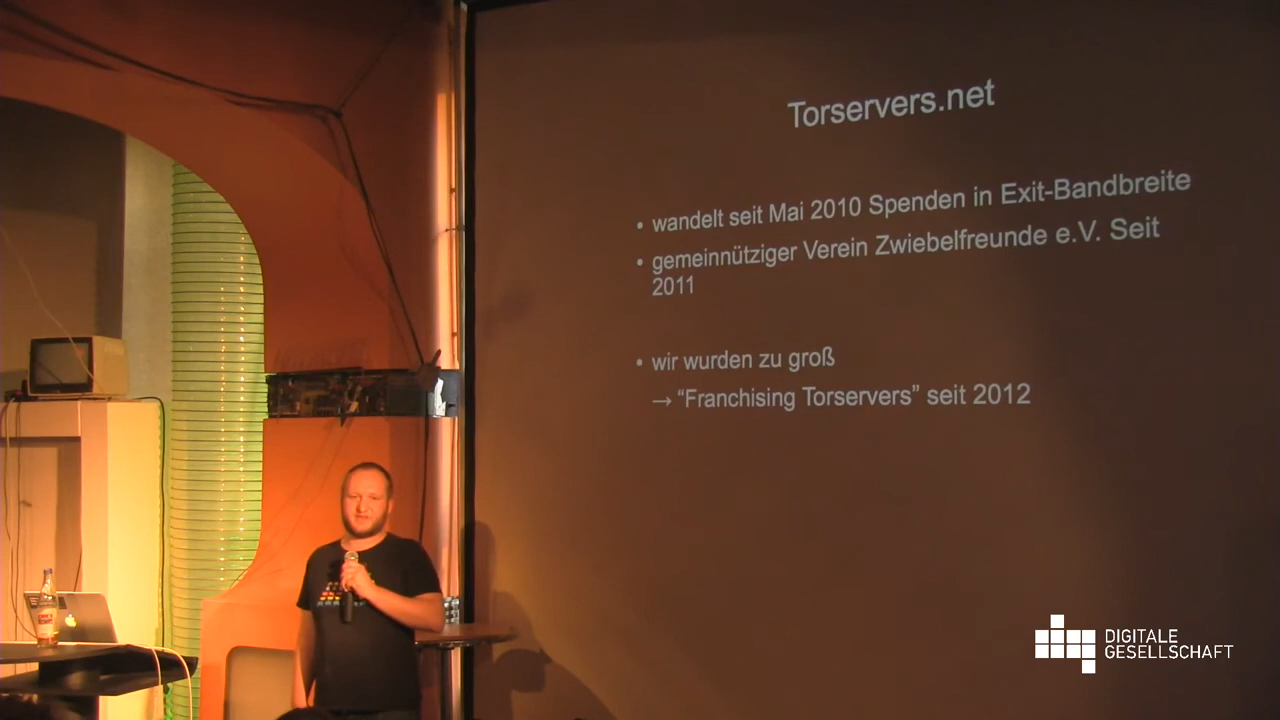 Torservers.net
• wandelt seit Mai 2010 Spenden in Exit-Bandbreite
• gemeinnütziger Verein Zwiebelfreunde e.V. Seit
2011
• wir wurden zu groß
→ “Franchising Torservers” seit 2012
DIGITALE
GESELLSCHAFT